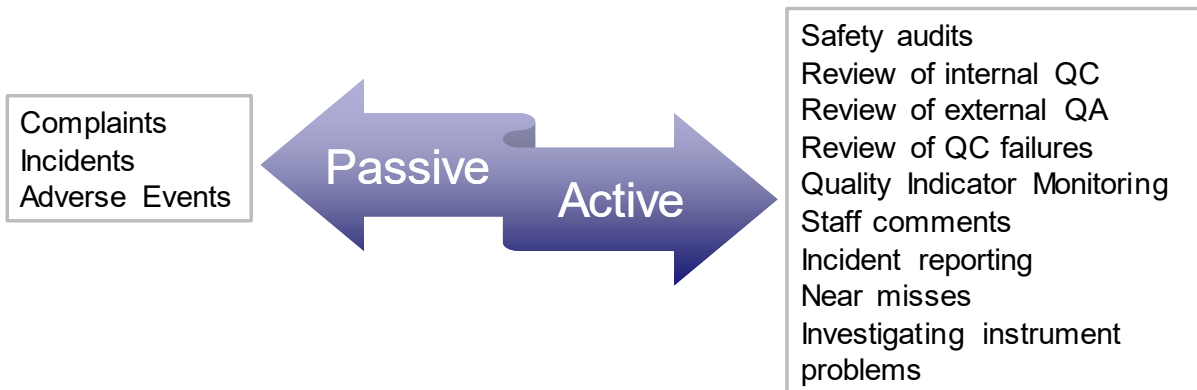 Complaints
Incidents
Adverse Events
Passive
Active
Safety audits
Review of internal QC
Review of external QA
Review of QC failures
Quality Indicator Monitoring
Staff comments
Incident reporting
Near misses
Investigating instrument
problems